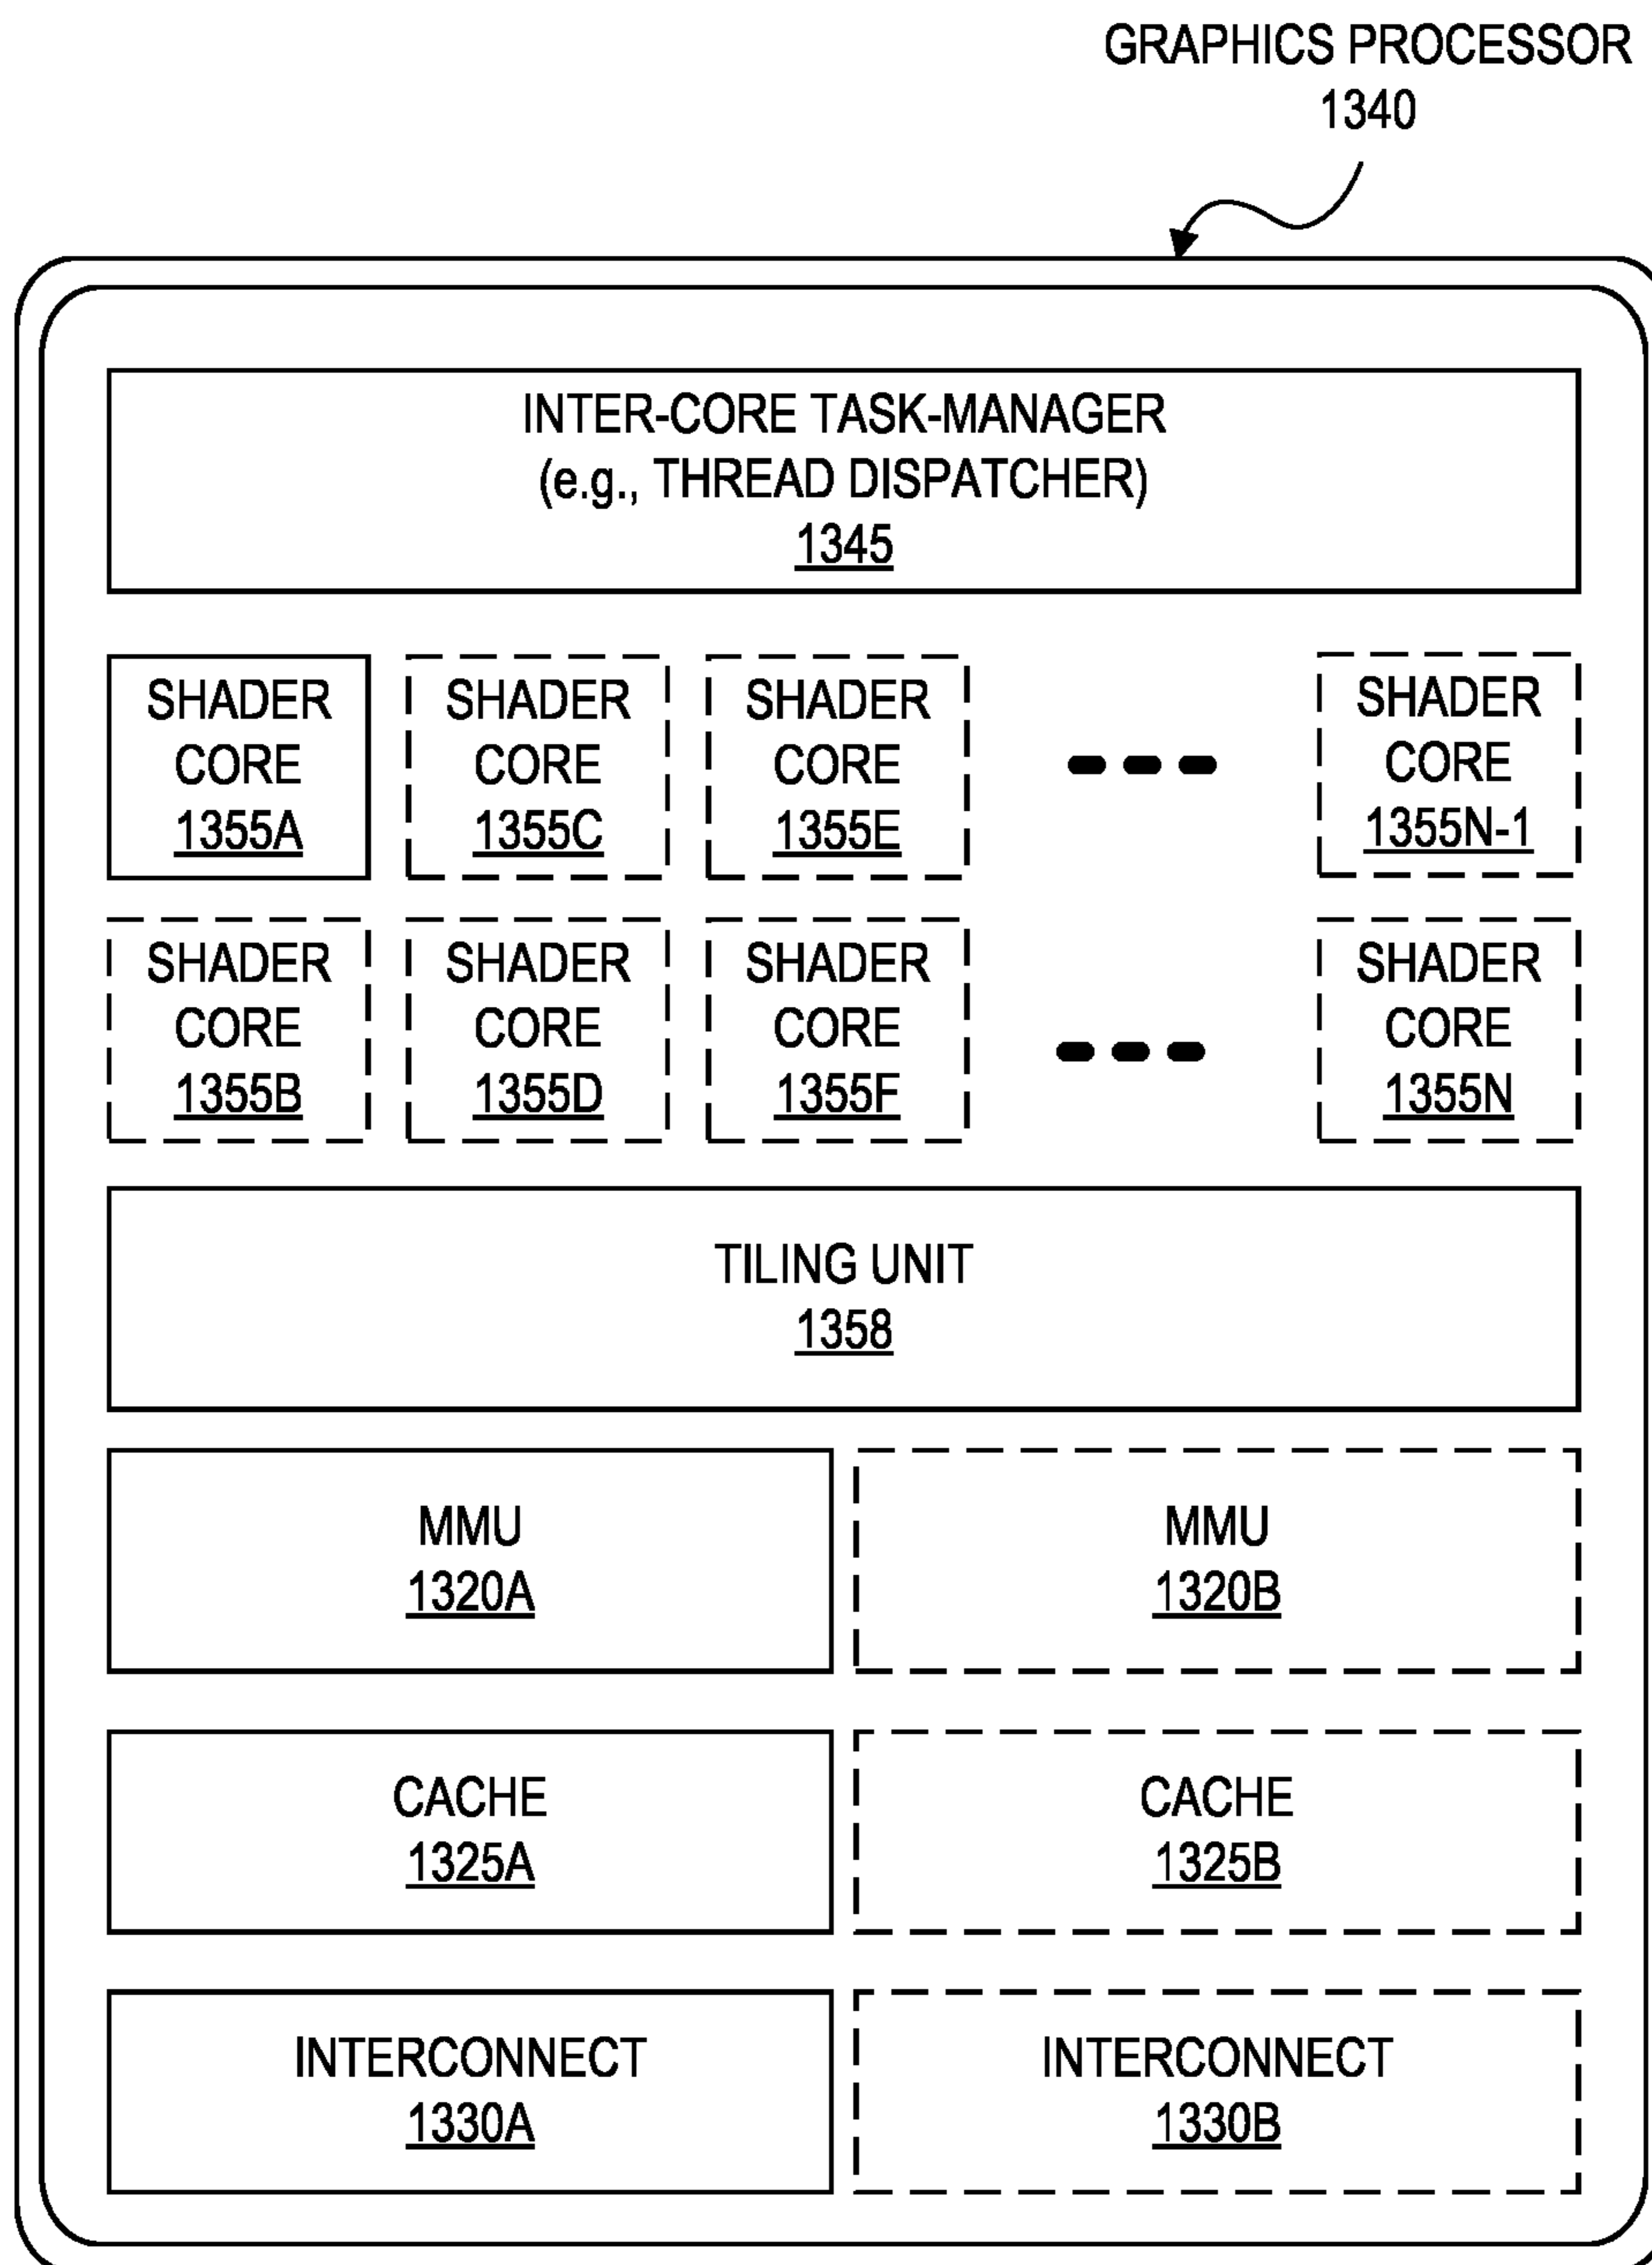 GRAPHICS PROCESSOR
1340
INTER-CORE TASK-MANAGER
(e.g., THREAD DISPATCHER)
1345
SHADER
CORE
1355A
SHADER
CORE
1355C
SHADER
CORE
1355E
SHADER
CORE
1355N-1
SHADER
CORE
1355B
SHADER
CORE
1355D
SHADER
CORE
1355F
SHADER
CORE
1355N
TILING UNIT
1358
MMU
1320A
MMU
1320B
CACHE
1325A
CACHE
1325B
INTERCONNECT
1330A
INTERCONNECT
1330B